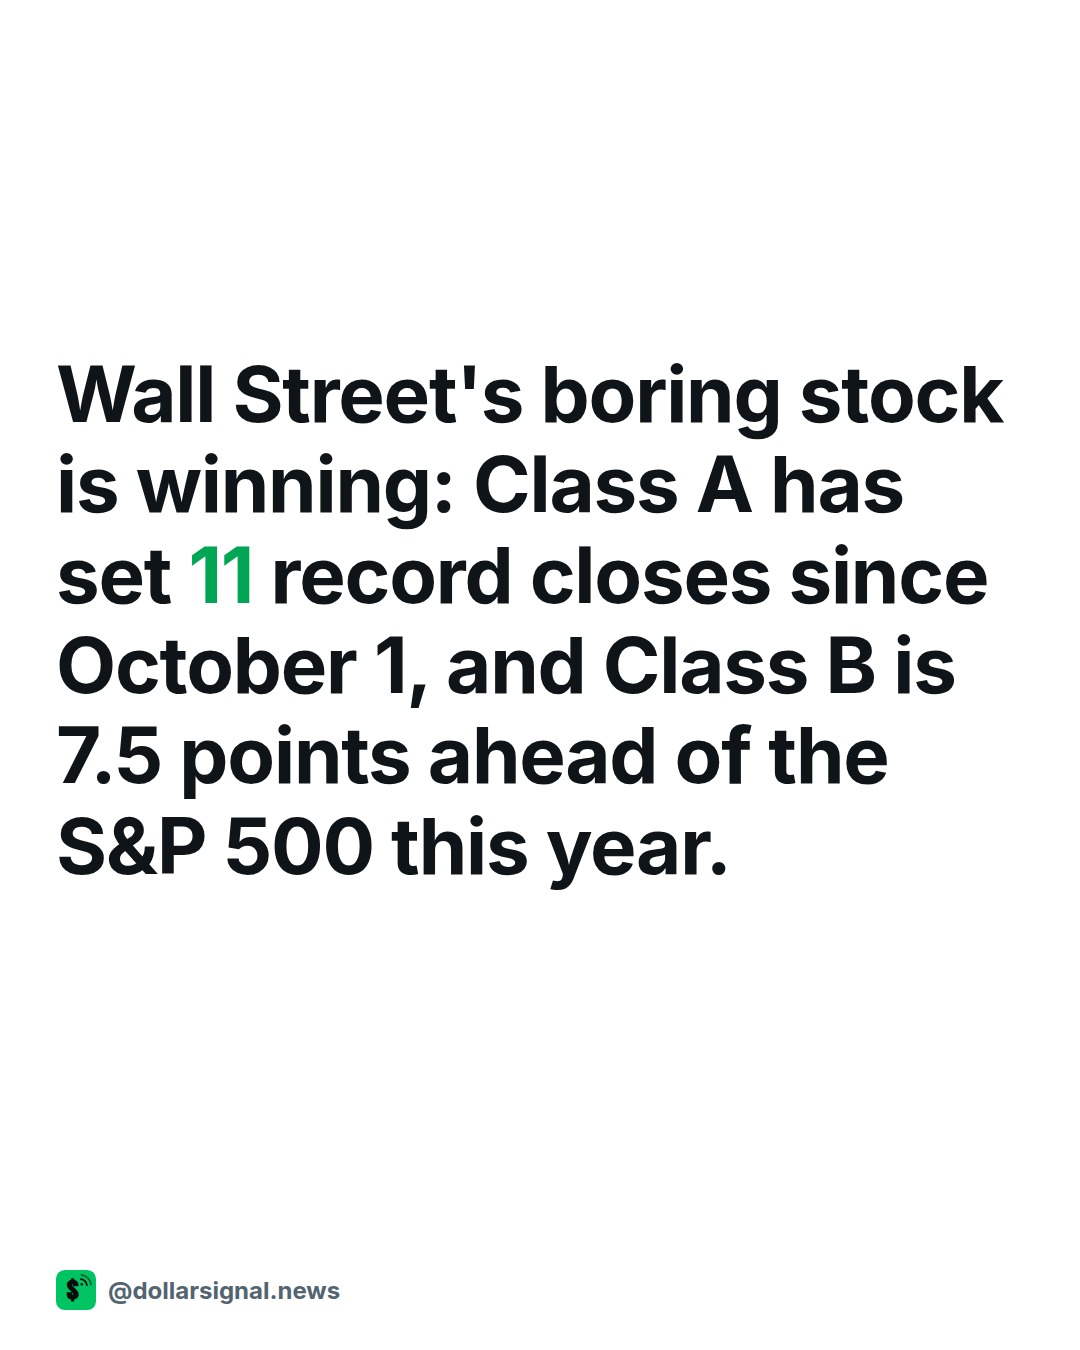 Wall Street's boring stock
is winning: Class A has
set 11 record closes since
October 1, and Class B is
7.5 points ahead of the
S&P 500 this year.
$
@dollarsignal.news